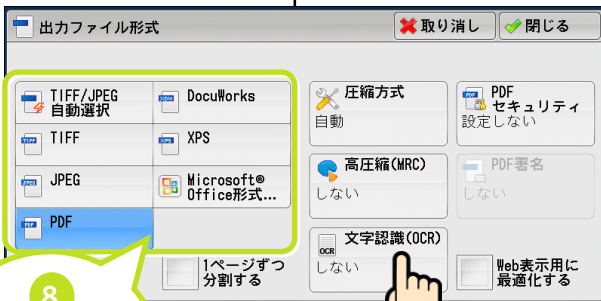 出力ファイル形式
取り消し
閉じる
TIFF/JPEG
自動選択
DocuWorks
TIFF
XPS
JPEG
Microsoft®
Office形式...
PDF
1ページずつ
分割する
圧縮方式
自動
PDF
セキュリティ
設定しない
高圧縮(MRC)
しない
PDF署名
しない
文字認識(OCR)
OCR
しない
Web表示用に
最適化する
8